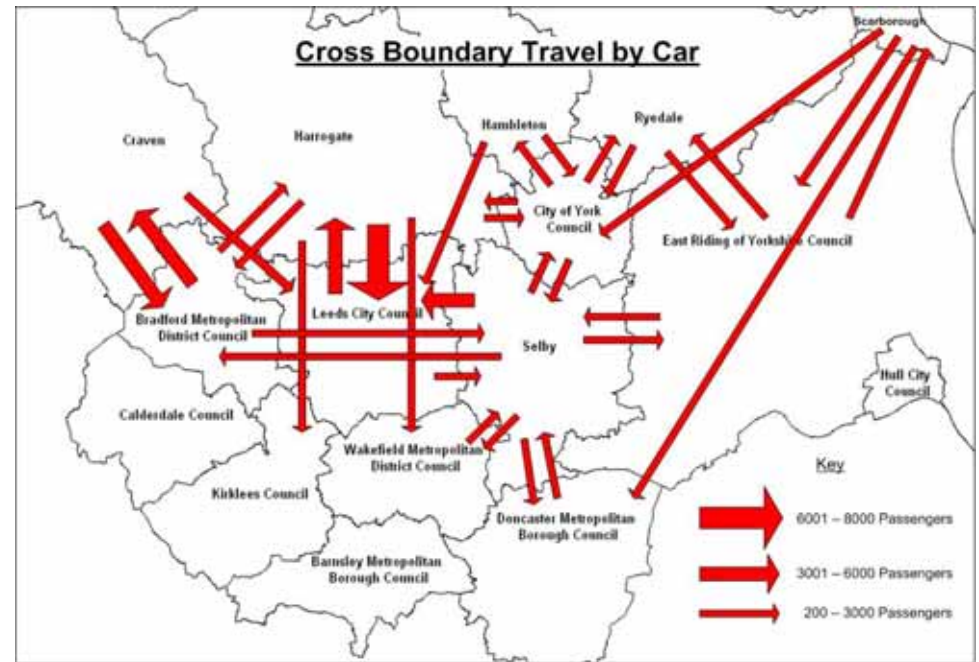 Scarborough
Cross Boundary Travel by Car
Craven
Harrogate
Hambleton
Ryedale
City of York
Council
East Riding of Yorkshire Council
Bradford Metropolitan
District Council
Leeds City Council
Selby
Hull City
Council
Calderdale Council
Wakefield Metropolitan
District Council
Kirklees Council
Doncaster Metropolitan
Borough Council
Barnsley Metropolitan
Borough Council
Key
6001 – 8000 Passengers
3001 – 6000 Passengers
200 – 3000 Passengers